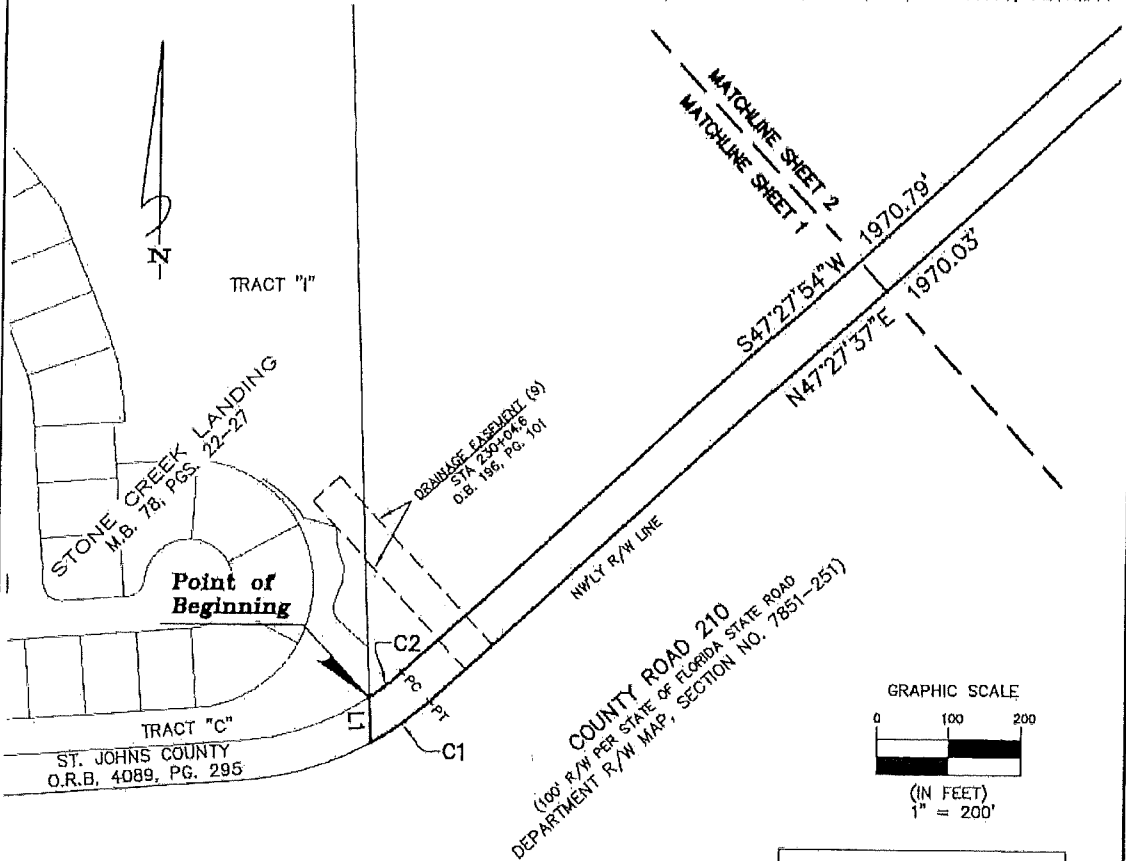 MATCHLINE SHEET 2
MATCHLINE SHEET 1
N
TRACT "I"
S47°27'54"W 1970.79'
N47°27'37"E 1970.03'
STONE CREEK LANDING
M.B. 78, PGS. 22-27
DRAINAGE EASEMENT (9)
STA 230+04.6
D.B. 196, PG. 101
NW'LY R/W LINE
Point of
Beginning
C2
PC
PT
L1
C1
TRACT "C"
ST. JOHNS COUNTY
O.R.B. 4089, PG. 295
COUNTY ROAD 210
(100' R/W PER STATE OF FLORIDA STATE ROAD
DEPARTMENT R/W MAP, SECTION NO. 7851-251)
GRAPHIC SCALE
0 100 200
(IN FEET)
1" = 200'